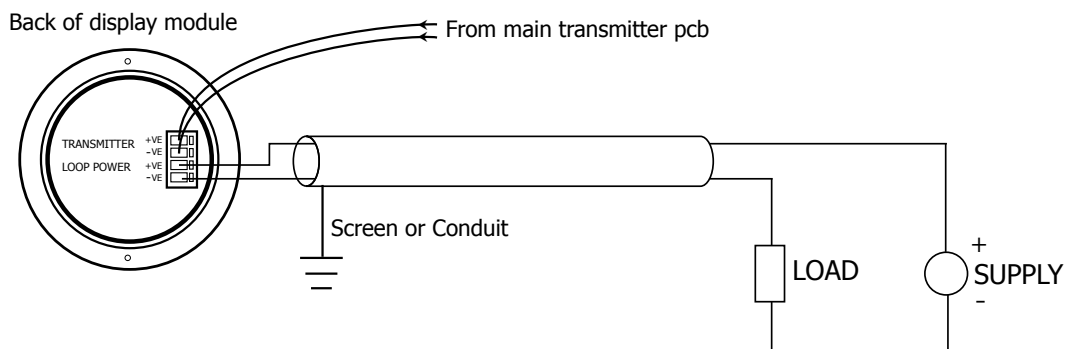 Back of display module
From main transmitter pcb
TRANSMITTER +VE
-VE
LOOP POWER +VE
-VE
Screen or Conduit
LOAD
+
SUPPLY
-